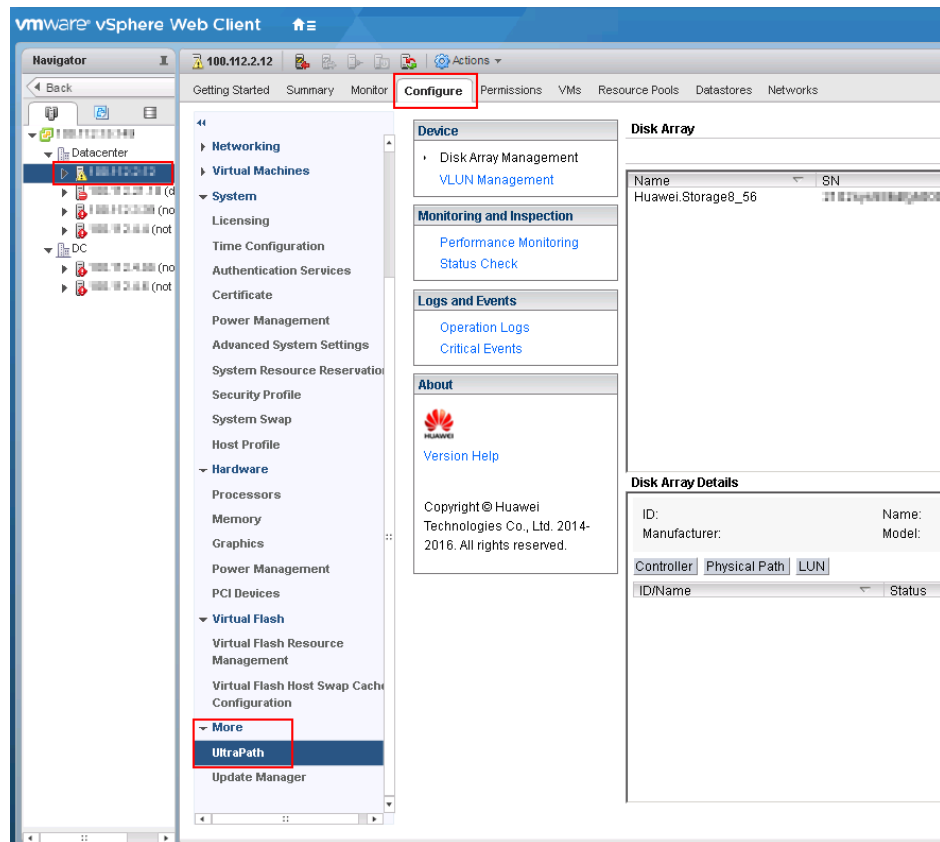 vmware® vSphere Web Client
Navigator
Back
Datacenter
(d
(no
(not
DC
(no
(not
100.112.2.12
Actions
Getting Started Summary Monitor Configure Permissions VMs Resource Pools Datastores Networks
Networking
Virtual Machines
System
Licensing
Time Configuration
Authentication Services
Certificate
Power Management
Advanced System Settings
System Resource Reservation
Security Profile
System Swap
Host Profile
Hardware
Processors
Memory
Graphics
Power Management
PCI Devices
Virtual Flash
Virtual Flash Resource
Management
Virtual Flash Host Swap Cache
Configuration
More
UltraPath
Update Manager
Device
Disk Array Management
VLUN Management
Monitoring and Inspection
Performance Monitoring
Status Check
Logs and Events
Operation Logs
Critical Events
About
HUAWEI
Version Help
Copyright © Huawei
Technologies Co., Ltd. 2014-
2016. All rights reserved.
Disk Array
Name SN
Huawei.Storage8_56
Disk Array Details
ID: Name:
Manufacturer: Model:
Controller Physical Path LUN
ID/Name Status